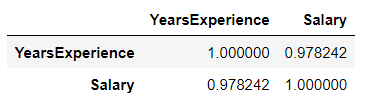 YearsExperience Salary
YearsExperience 1.000000 0.978242
Salary 0.978242 1.000000